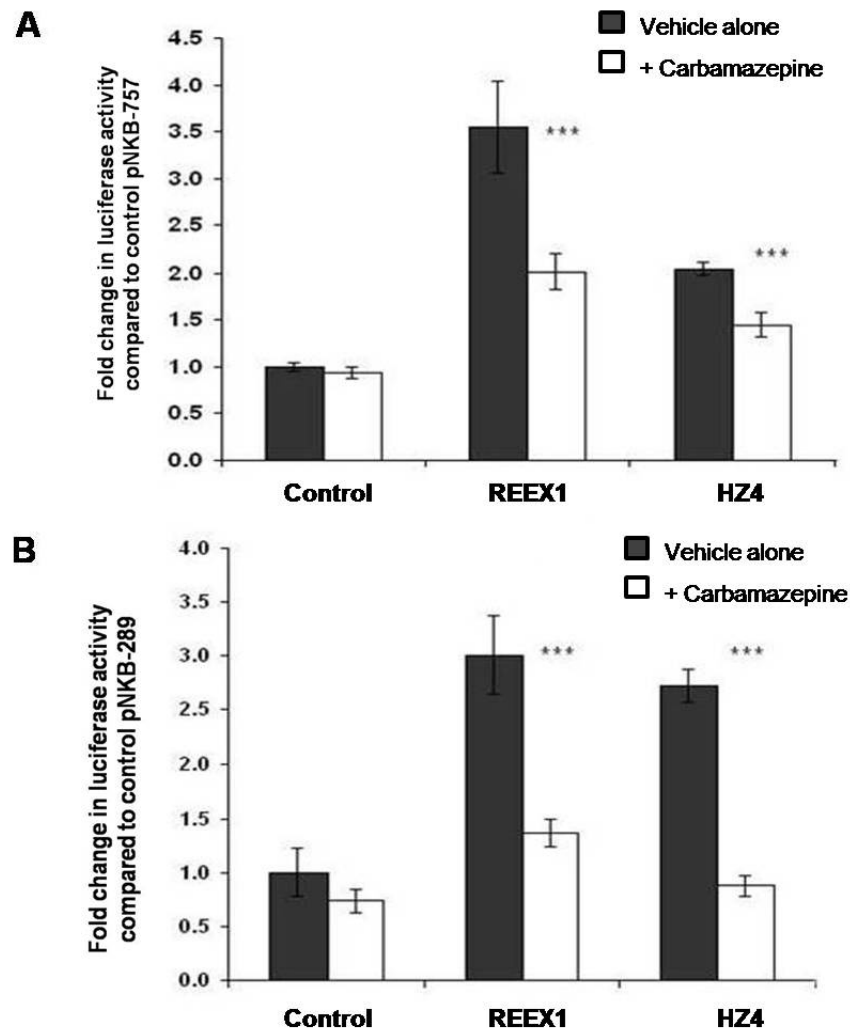 A
Vehicle alone
+ Carbamazepine
Fold change in luciferase activity
compared to control pNKB-757
4.5
4.0
3.5
3.0
2.5
2.0
1.5
1.0
0.5
0.0
***
***
Control REEX1 HZ4
B
Vehicle alone
+ Carbamazepine
Fold change in luciferase activity
compared to control pNKB-289
4.0
3.5
3.0
2.5
2.0
1.5
1.0
0.5
0.0
***
***
Control REEX1 HZ4